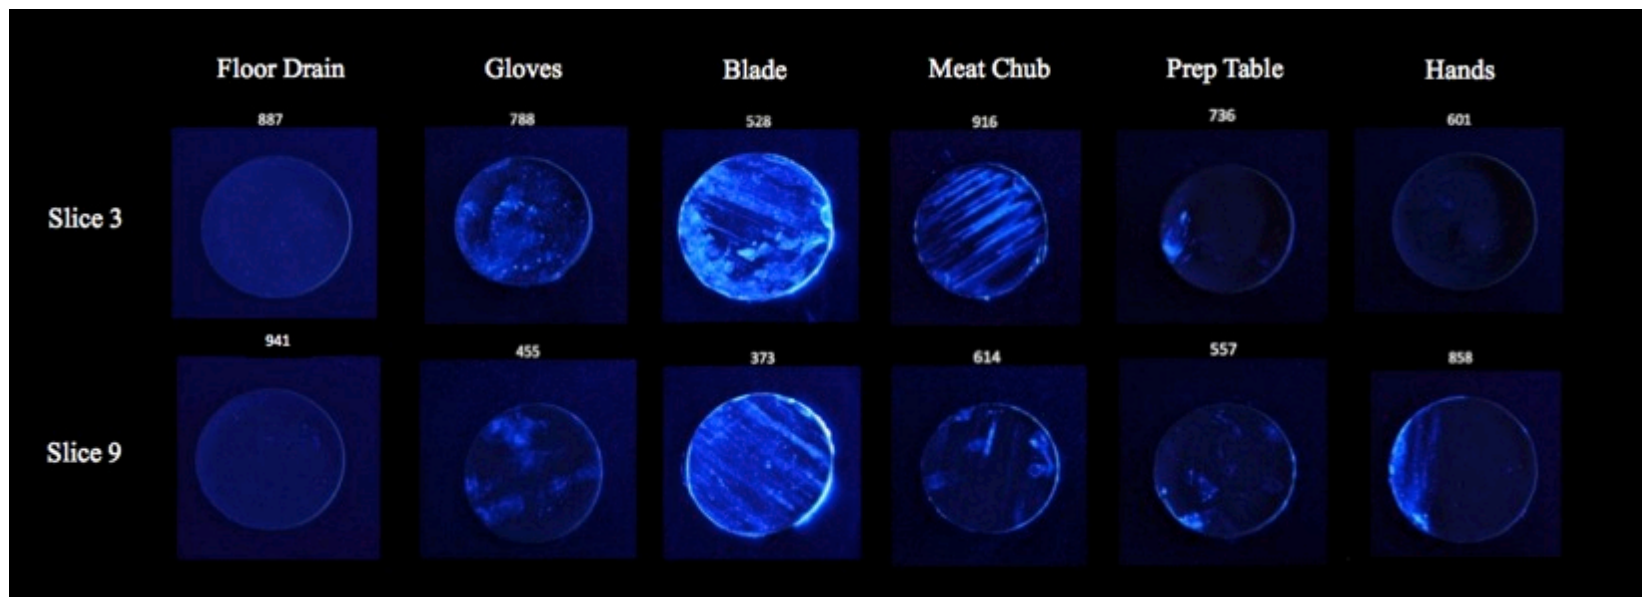 Floor Drain Gloves Blade Meat Chub Prep Table Hands
887 788 528 916 736 601
Slice 3
941 455 373 614 557 858
Slice 9